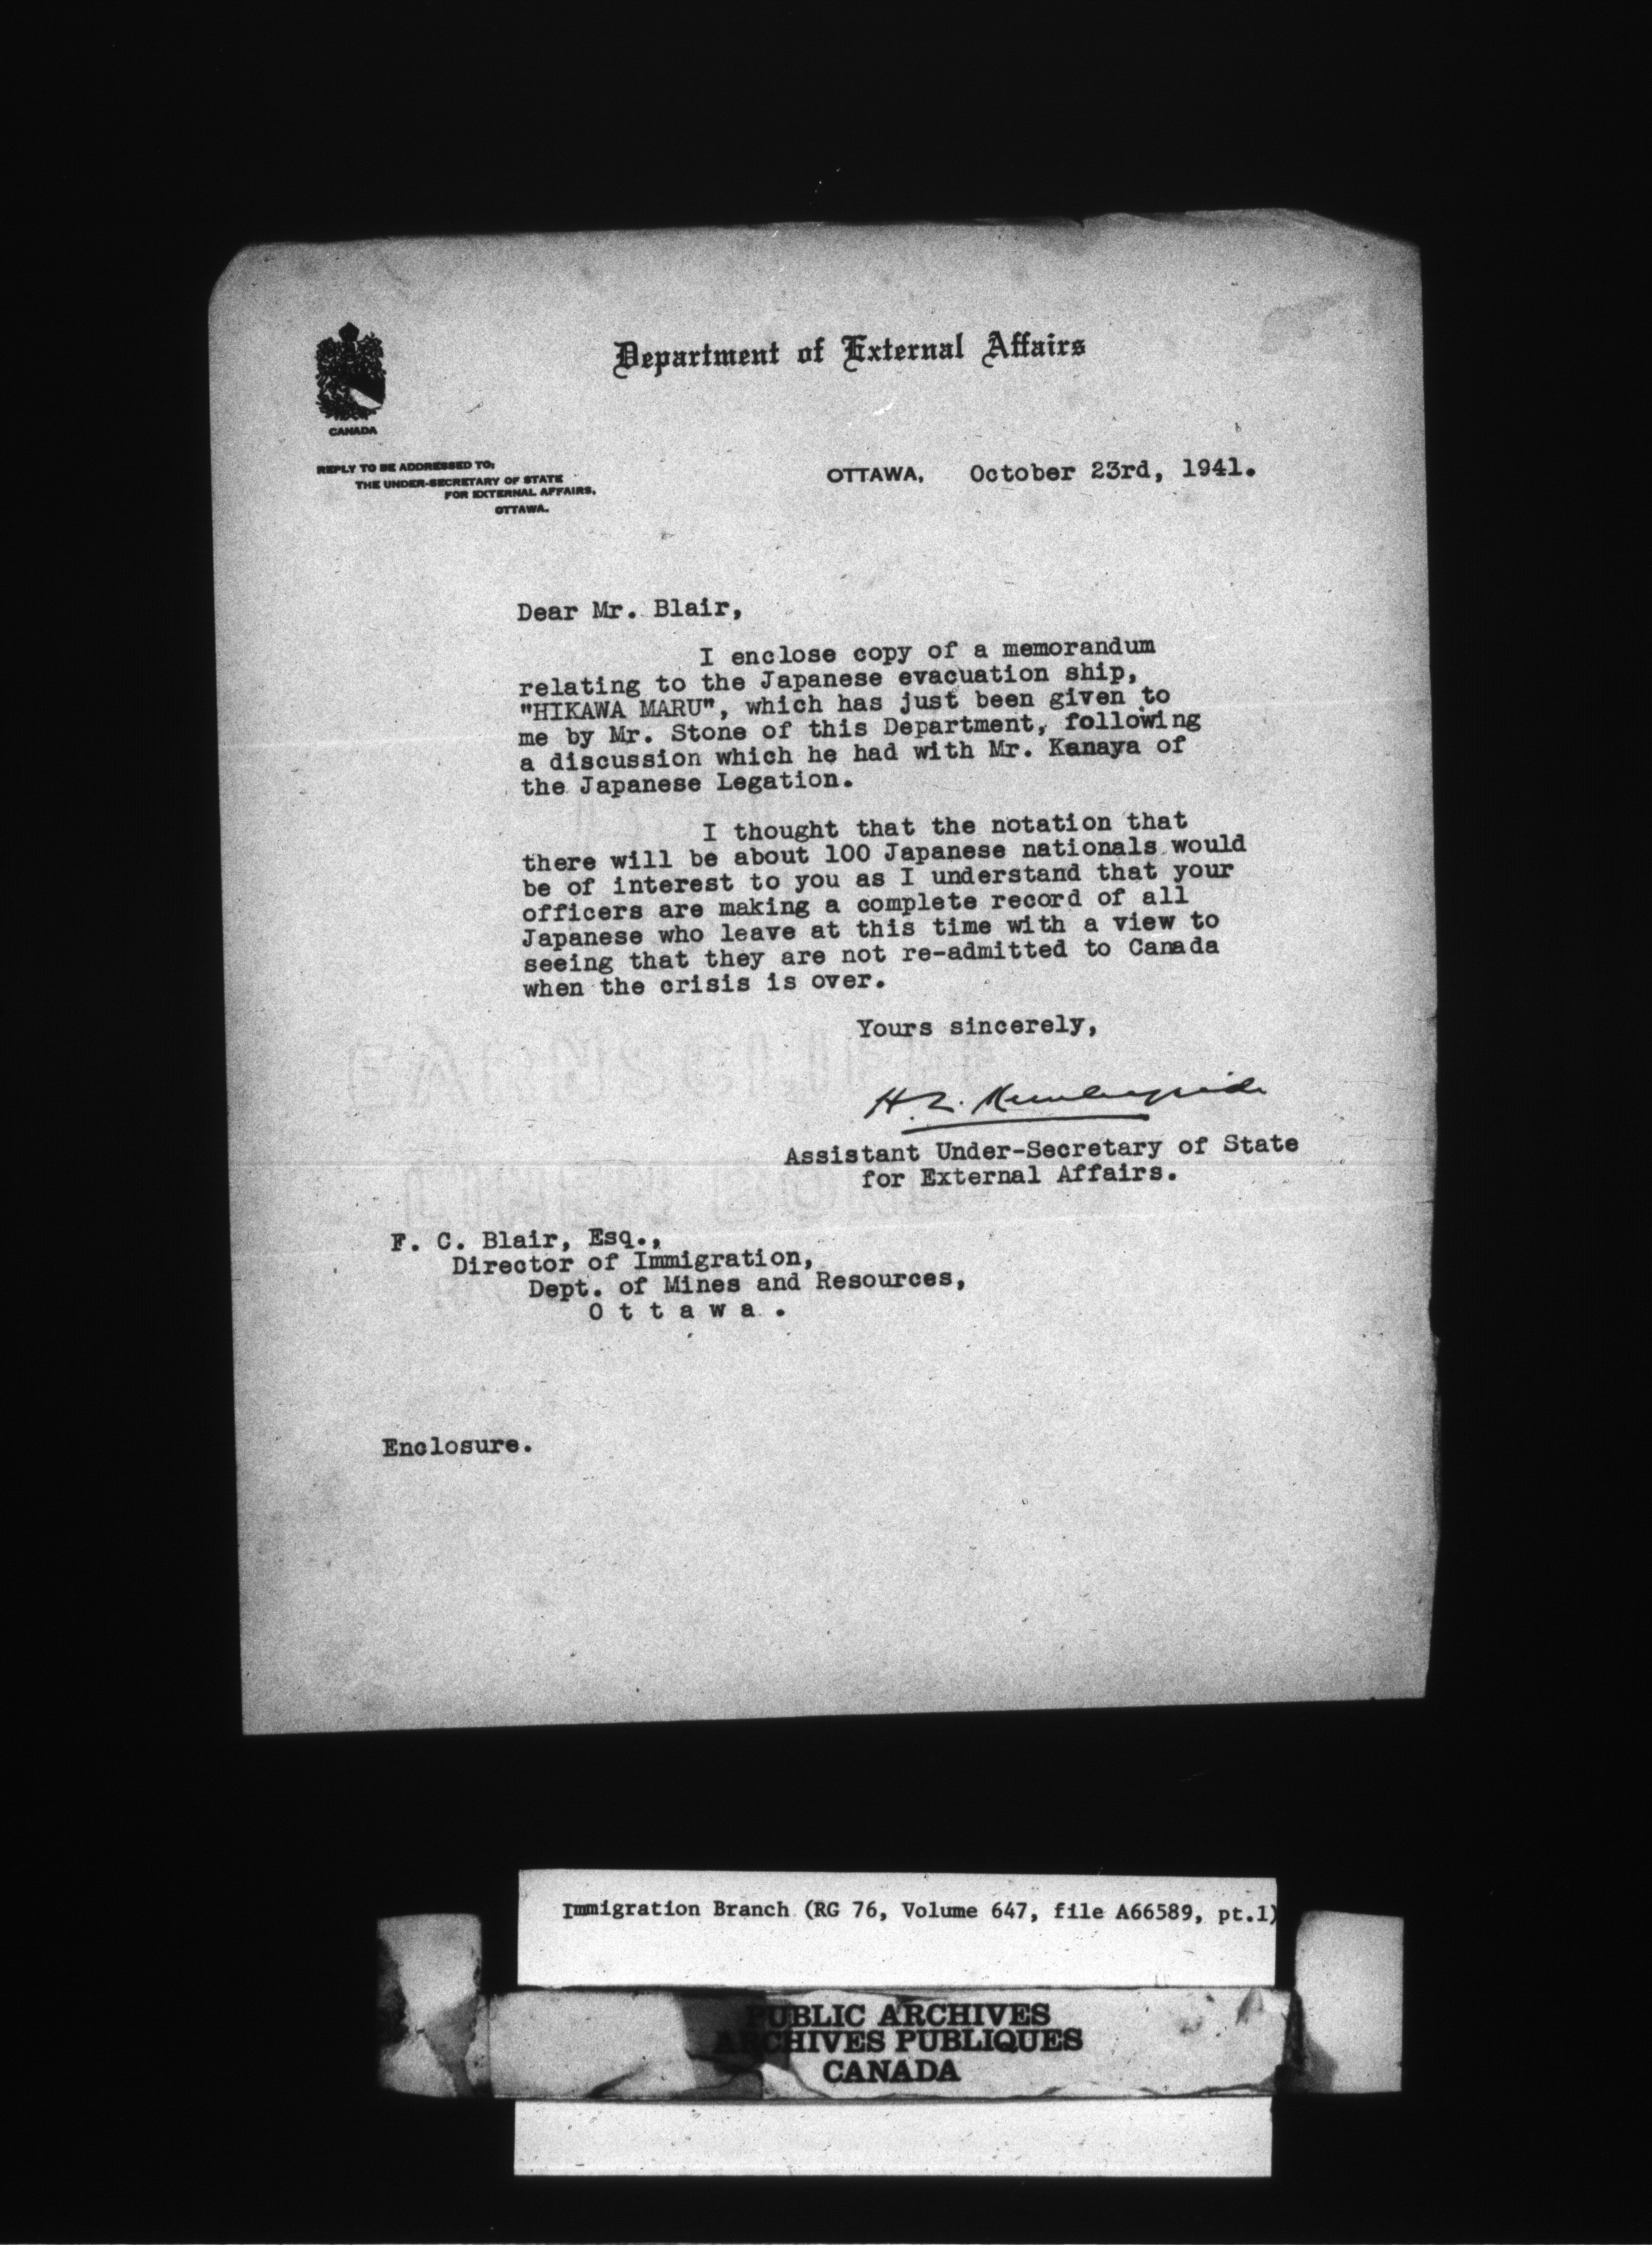 Department of External Affairs
CANADA
REPLY TO BE ADDRESSED TO:
THE UNDER-SECRETARY OF STATE
FOR EXTERNAL AFFAIRS,
OTTAWA.
OTTAWA, October 23rd, 1941.
Dear Mr. Blair,
I enclose copy of a memorandum
relating to the Japanese evacuation ship,
"HIKAWA MARU", which has just been given to
me by Mr. Stone of this Department, following
a discussion which he had with Mr. Kanaya of
the Japanese Legation.
I thought that the notation that
there will be about 100 Japanese nationals would
be of interest to you as I understand that your
officers are making a complete record of all
Japanese who leave at this time with a view to
seeing that they are not re-admitted to Canada
when the crisis is over.
Yours sincerely,
H. L. Keenleyside
Assistant Under-Secretary of State
for External Affairs.
F. C. Blair, Esq.,
Director of Immigration,
Dept. of Mines and Resources,
O t t a w a .
Enclosure.
Immigration Branch (RG 76, Volume 647, file A66589, pt.1)
PUBLIC ARCHIVES
ARCHIVES PUBLIQUES
CANADA